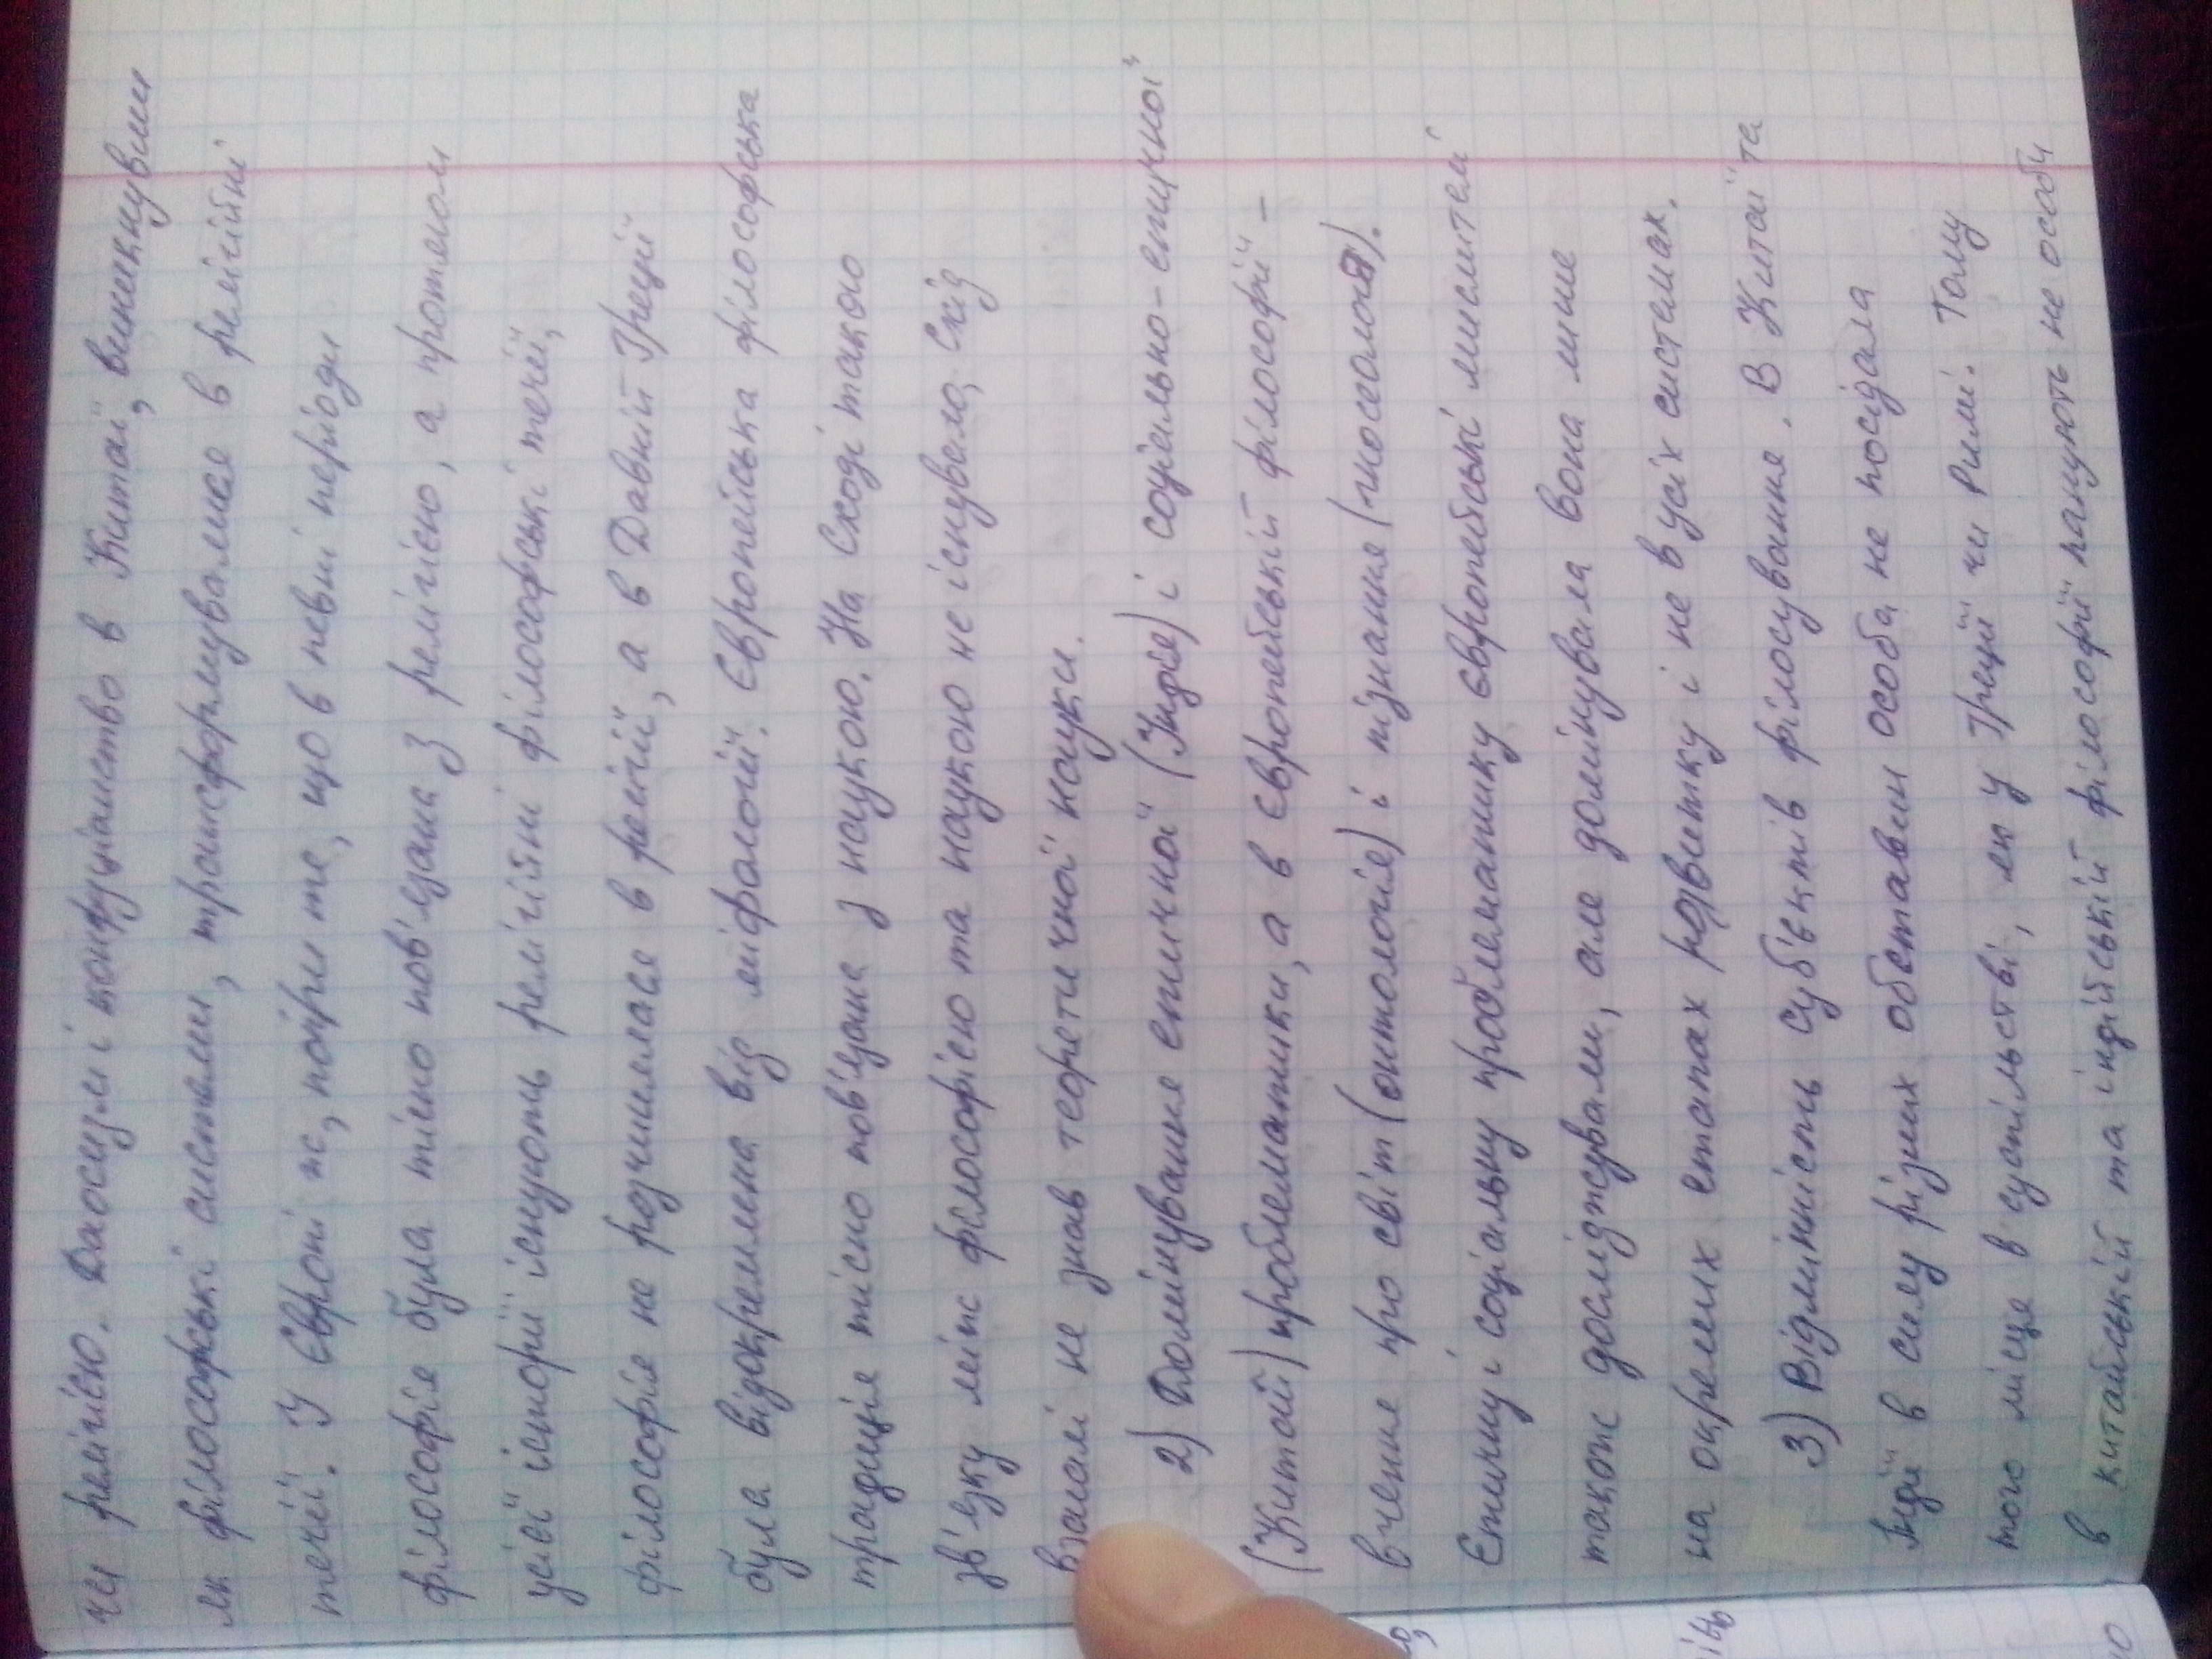 чи релігією. Даосизм і конфуціанство в Китаї, виникнувши
як філософські системи, трансформувалися в релігійні
течії. У Європі ж, попри те, що в певні періоди
філософія була тісно пов'язана з релігією, а протягом
усієї історії існують релігійні філософські течії,
філософія не розчинялася в релігії, а в Давній Греції
була відокремлена від міфології. Європейська філософська
традиція тісно пов'язана з наукою. На Сході такого
зв'язку між філософією та наукою не існувало, Схід
взагалі не знав теоретичної науки.
2) Домінування етичної (Індія) і соціально-етичної
(Китай) проблематики, а в європейській філософії –
вчення про світ (онтологія) і пізнання (гносеологія).
Етичну і соціальну проблематику європейські мислителі
також досліджували, але домінувала вона лише
на окремих етапах розвитку і не в усіх системах.
3) Відмінність суб'єктів філосування. В Китаї та
Індії в силу різних обставин особа не посідала
того місця в суспільстві, як у Греції чи Римі. Тому
в китайській та індійській філософії панують не особи